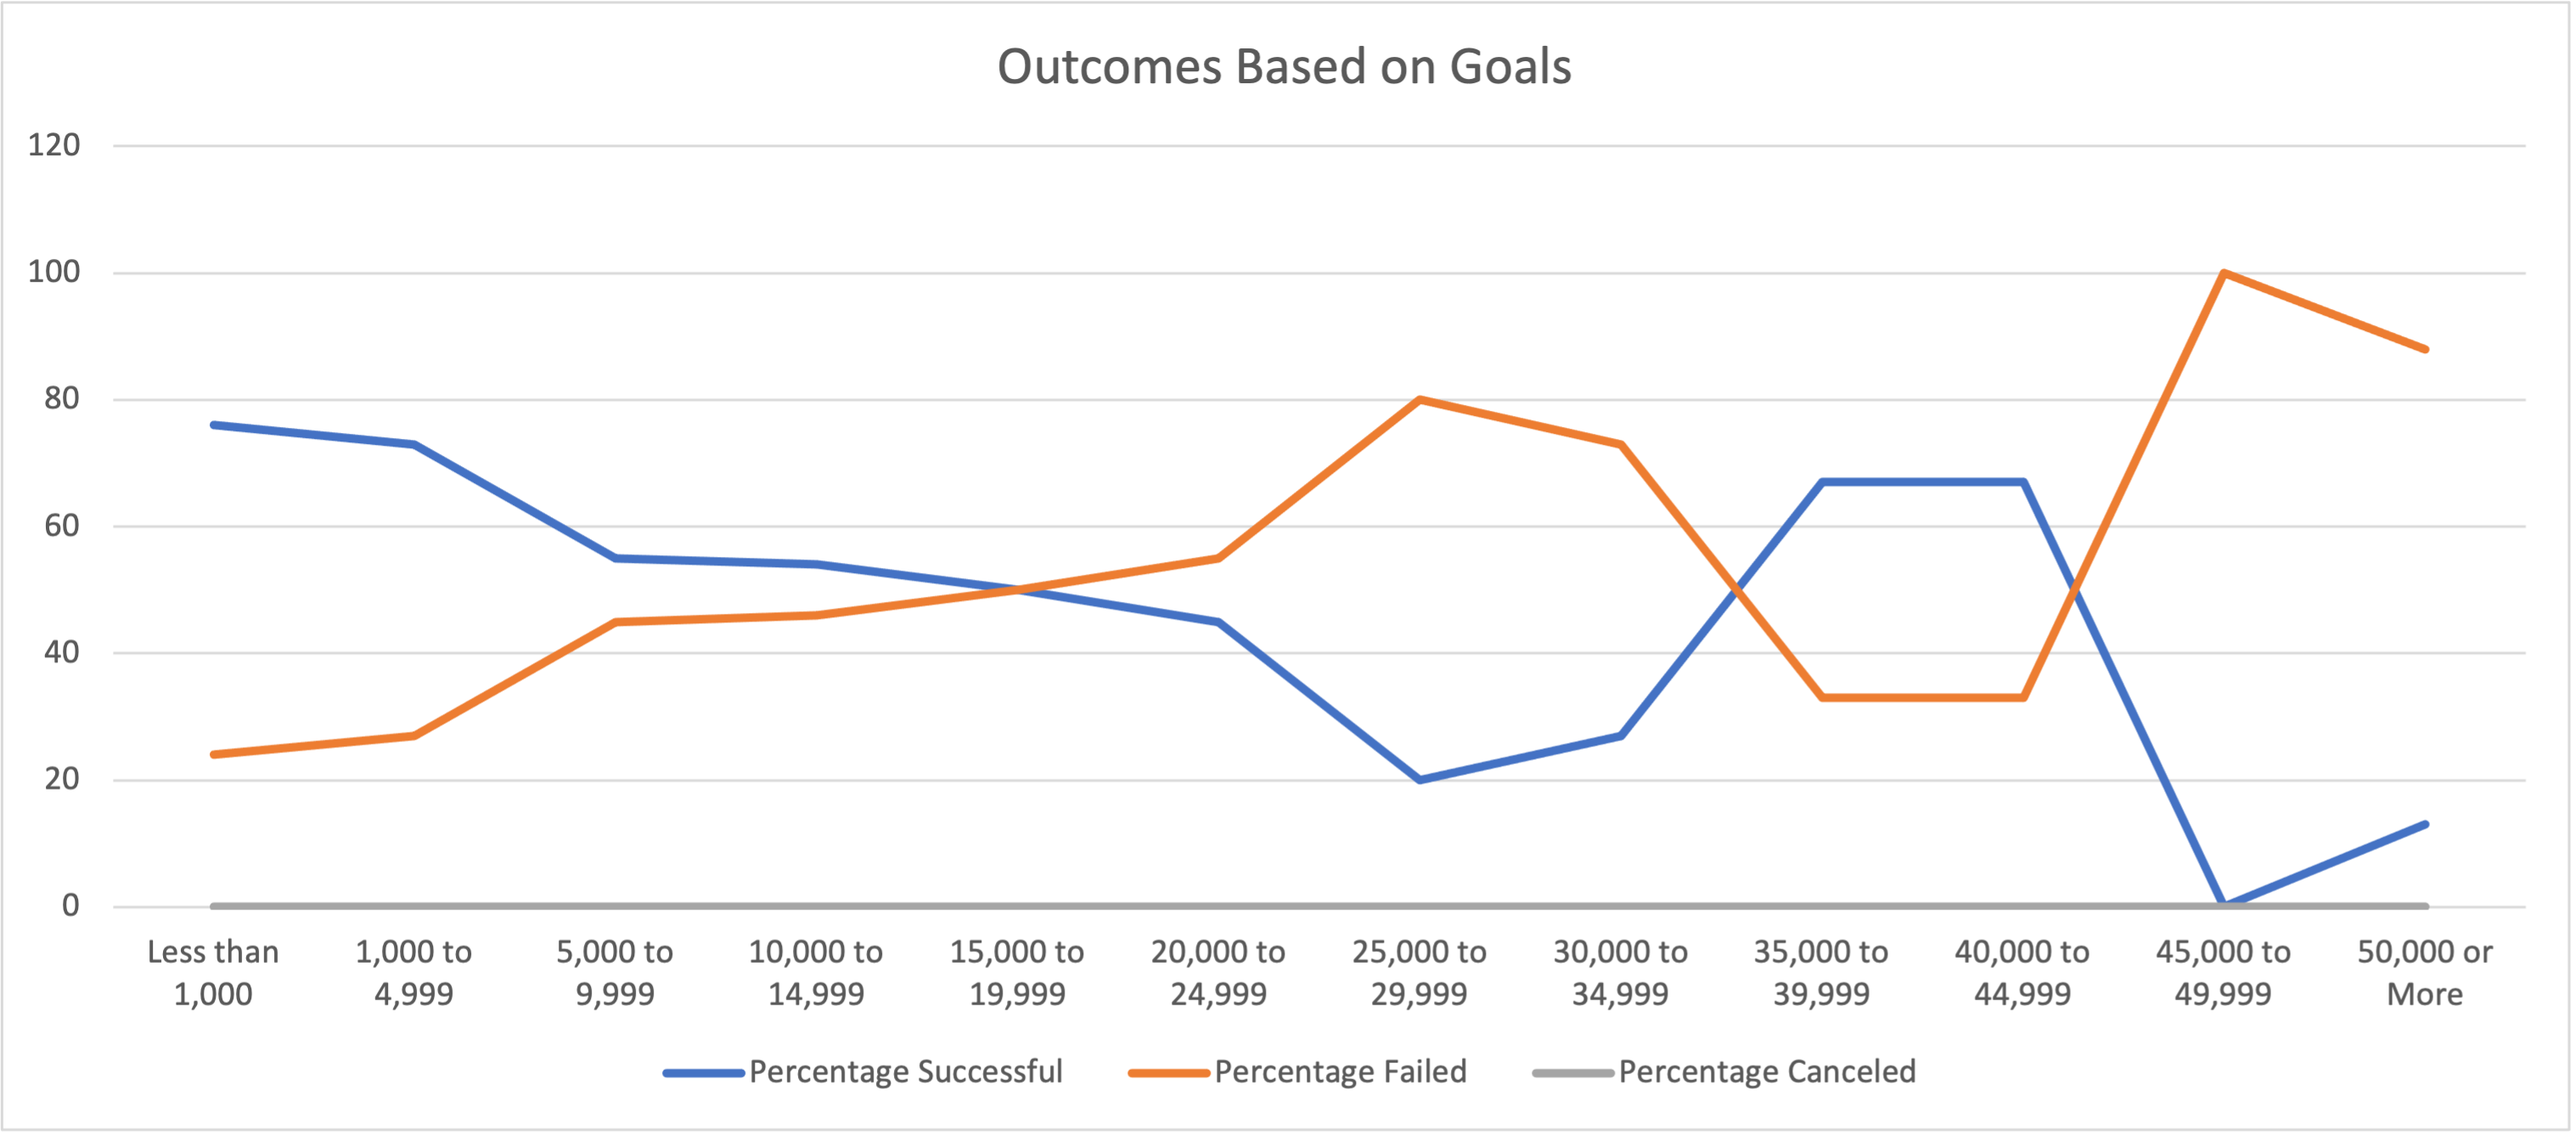 Outcomes Based on Goals
120
100
80
60
40
20
0
Less than 1,000 to 5,000 to 10,000 to 15,000 to 20,000 to 25,000 to 30,000 to 35,000 to 40,000 to 45,000 to 50,000 or
1,000 4,999 9,999 14,999 19,999 24,999 29,999 34,999 39,999 44,999 49,999 More
Percentage Successful Percentage Failed Percentage Canceled